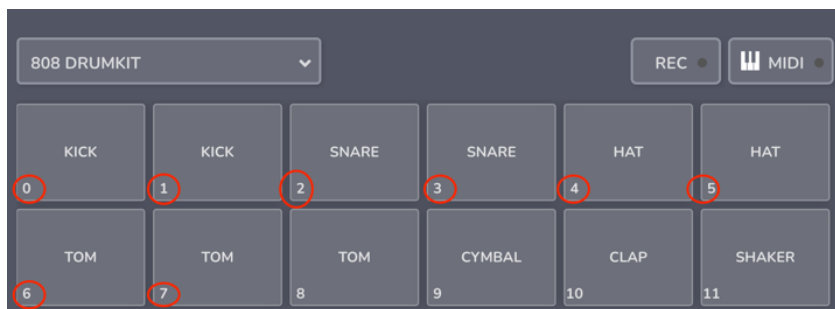 808 DRUMKIT REC MIDI
KICK KICK SNARE SNARE HAT HAT
0 1 2 3 4 5
TOM TOM TOM CYMBAL CLAP SHAKER
6 7 8 9 10 11